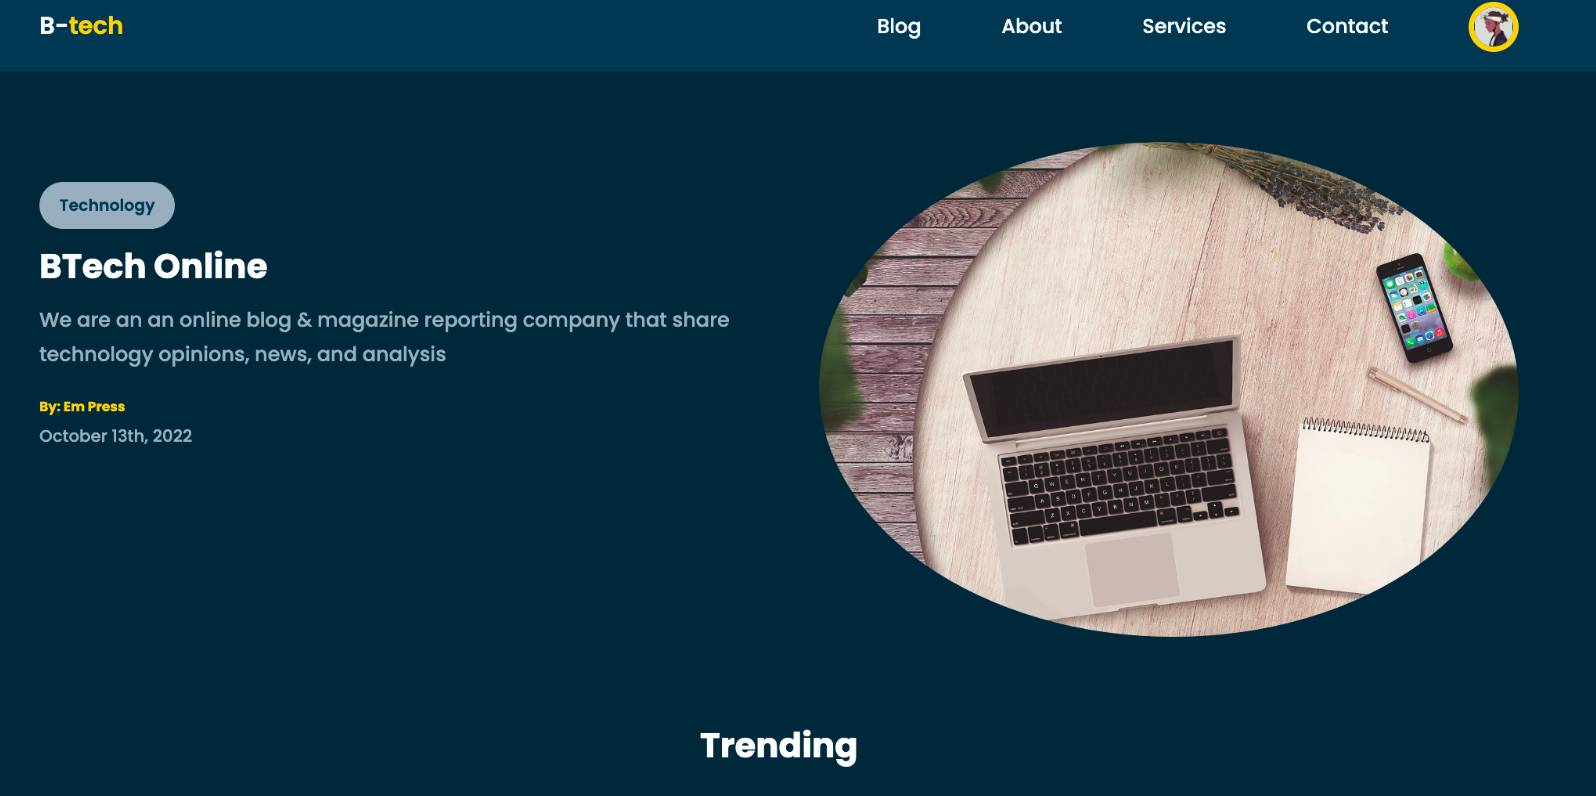 B-tech
Blog
About
Services
Contact
Technology
BTech Online
We are an an online blog & magazine reporting company that share
technology opinions, news, and analysis
By: Em Press
October 13th, 2022
Trending